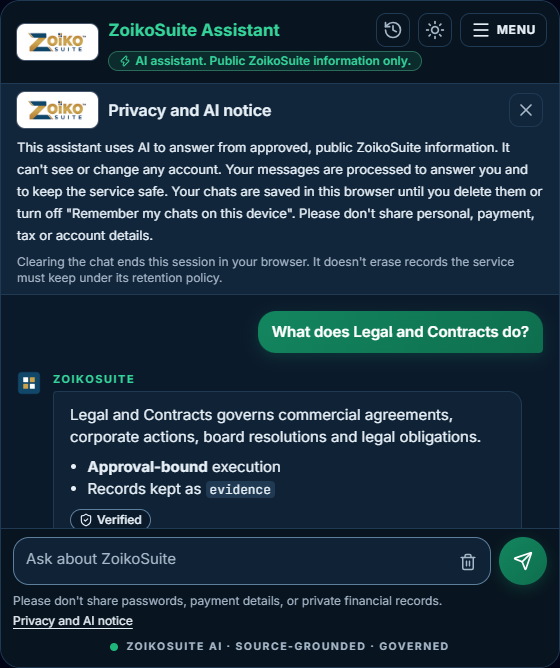 ZOIKO™
SUITE
ZoikoSuite Assistant
AI assistant. Public ZoikoSuite information only.
MENU
ZOIKO™
SUITE
Privacy and AI notice
This assistant uses AI to answer from approved, public ZoikoSuite information. It
can't see or change any account. Your messages are processed to answer you and
to keep the service safe. Your chats are saved in this browser until you delete them or
turn off "Remember my chats on this device". Please don't share personal, payment,
tax or account details.
Clearing the chat ends this session in your browser. It doesn't erase records the service
must keep under its retention policy.
What does Legal and Contracts do?
ZOIKOSUITE
Legal and Contracts governs commercial agreements,
corporate actions, board resolutions and legal obligations.
• Approval-bound execution
• Records kept as evidence
Verified
Ask about ZoikoSuite
Please don't share passwords, payment details, or private financial records.
Privacy and AI notice
ZOIKOSUITE AI · SOURCE-GROUNDED · GOVERNED